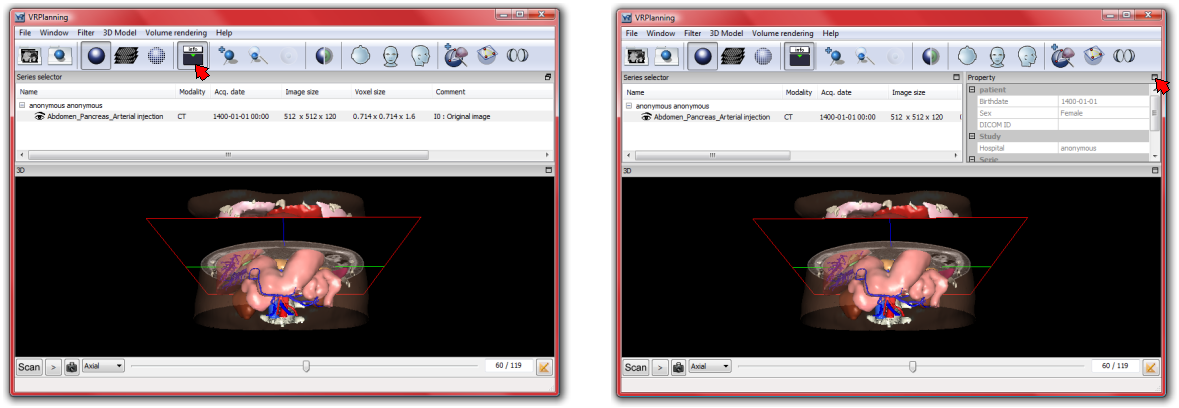 VRPlanning
File Window Filter 3D Model Volume rendering Help
info
Series selector
Name Modality Acq. date Image size Voxel size Comment
anonymous anonymous
Abdomen_Pancreas_Arterial injection CT 1400-01-01 00:00 512 x 512 x 120 0.714 x 0.714 x 1.6 I0 : Original image
3D
Scan > Axial 60 / 119
VRPlanning
File Window Filter 3D Model Volume rendering Help
info
Series selector
Name Modality Acq. date Image size
anonymous anonymous
Abdomen_Pancreas_Arterial injection CT 1400-01-01 00:00 512 x 512 x 120
Property
patient
Birthdate 1400-01-01
Sex Female
DICOM ID
Study
Hospital anonymous
Serie
3D
Scan > Axial 60 / 119